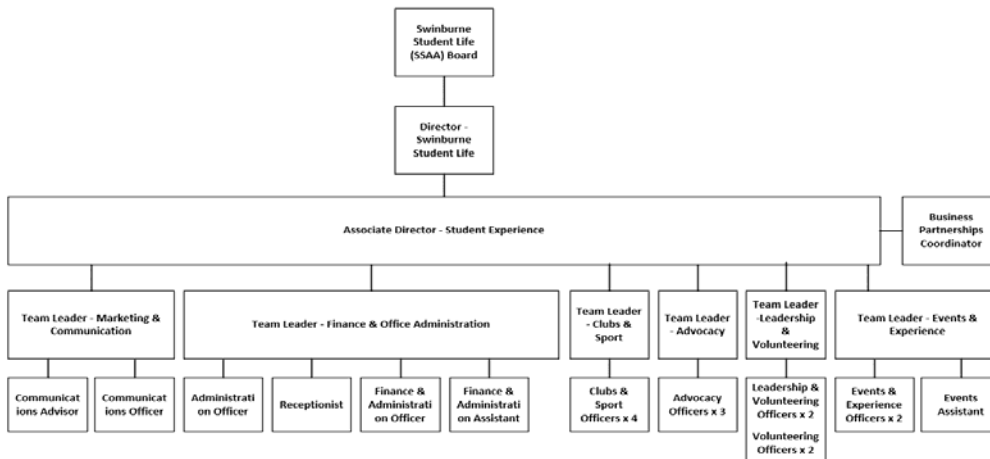 Swinburne
Student Life
(SSAA) Board
Director -
Swinburne
Student Life
Associate Director - Student Experience
Business
Partnerships
Coordinator
Team Leader - Marketing &
Communication
Team Leader - Finance & Office Administration
Team Leader
- Clubs &
Sport
Team Leader
- Advocacy
Team Leader
-Leadership
&
Volunteering
Team Leader - Events &
Experience
Communicat
ions Advisor
Communicat
ions Officer
Administrati
on Officer
Receptionist
Finance &
Administrati
on Officer
Finance &
Administrati
on Assistant
Clubs &
Sport
Officers x 4
Advocacy
Officers x 3
Leadership &
Volunteering
Officers x 2
Volunteering
Officers x 2
Events &
Experience
Officers x 2
Events
Assistant